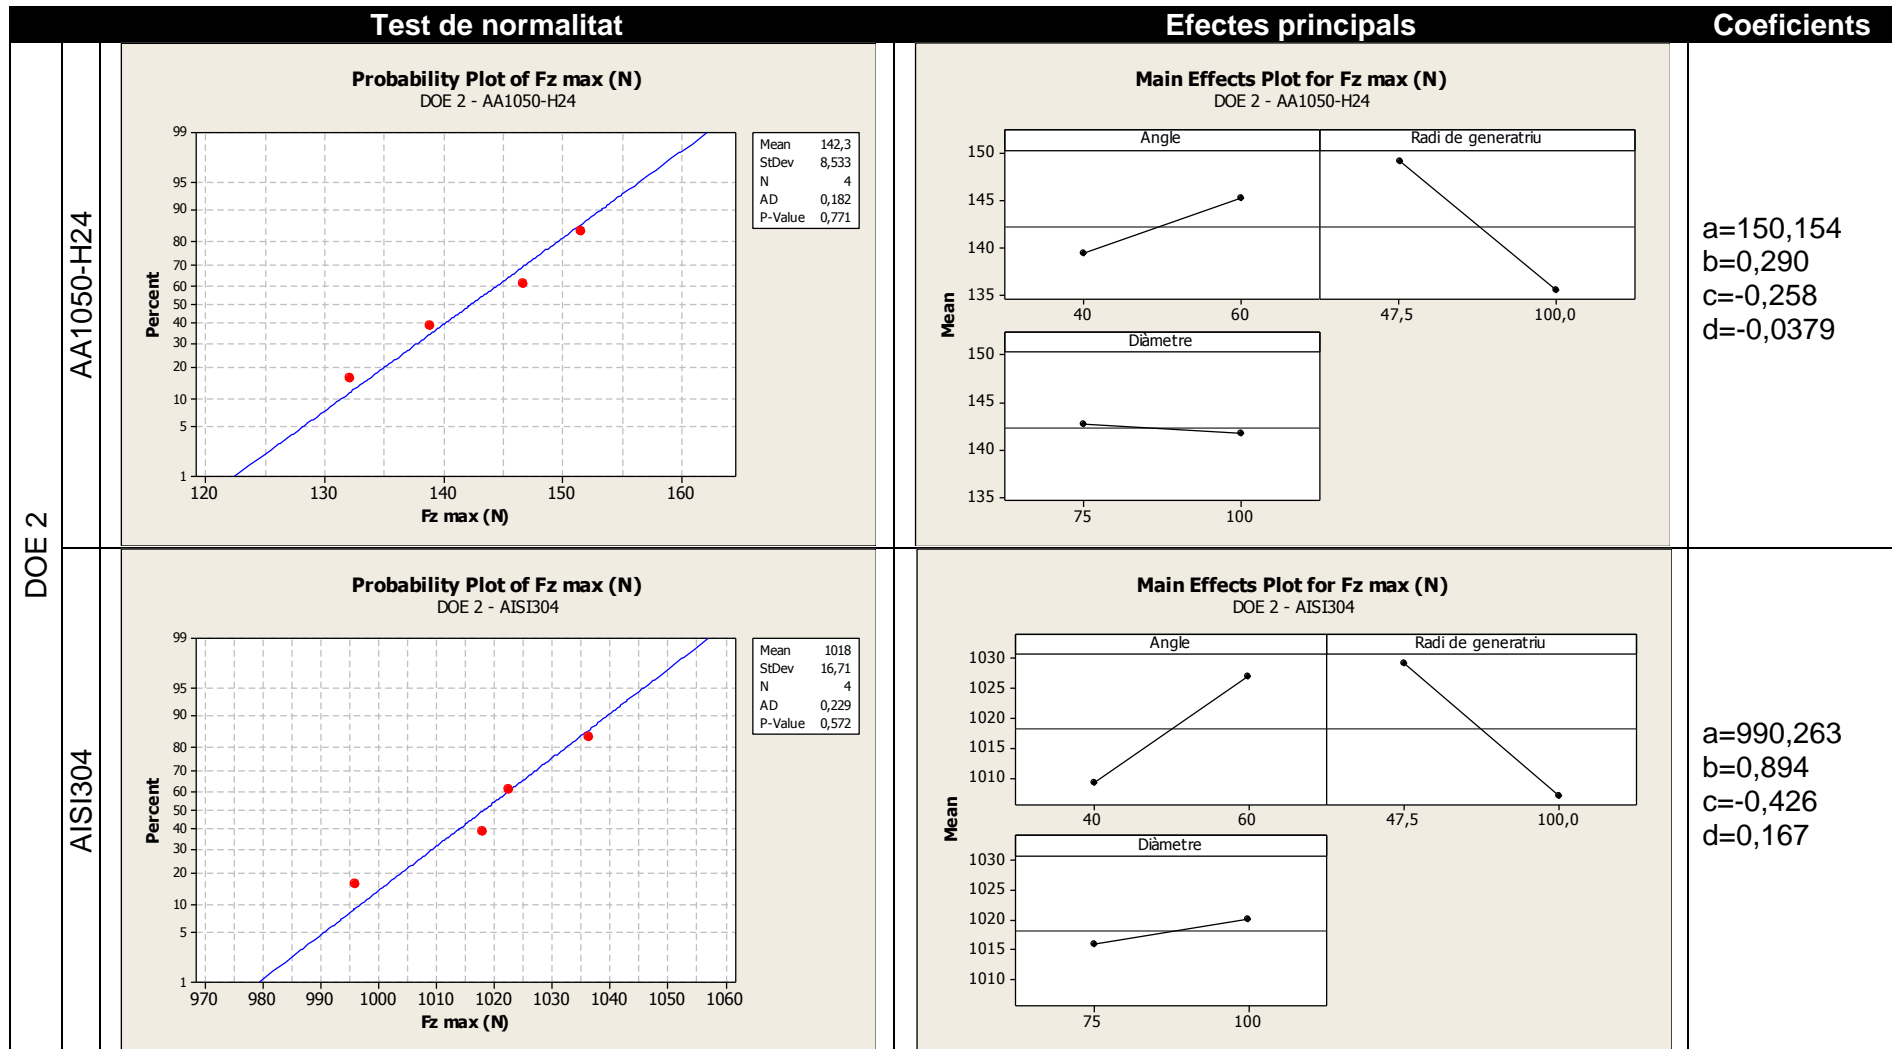 Test de normalitat
Efectes principals
Coeficients
DOE 2
AA1050-H24
Probability Plot of Fz max (N)
DOE 2 - AA1050-H24
99
95
90
80
70
60
50
40
30
20
10
5
1
Percent
120 130 140 150 160
Fz max (N)
Mean 142,3
StDev 8,533
N 4
AD 0,182
P-Value 0,771
Main Effects Plot for Fz max (N)
DOE 2 - AA1050-H24
Angle
Radi de generatriu
150
145
140
135
40 60
47,5 100,0
Mean
Diàmetre
150
145
140
135
75 100
a=150,154
b=0,290
c=-0,258
d=-0,0379
AISI304
Probability Plot of Fz max (N)
DOE 2 - AISI304
99
95
90
80
70
60
50
40
30
20
10
5
1
Percent
970 980 990 1000 1010 1020 1030 1040 1050 1060
Fz max (N)
Mean 1018
StDev 16,71
N 4
AD 0,229
P-Value 0,572
Main Effects Plot for Fz max (N)
DOE 2 - AISI304
Angle
Radi de generatriu
1030
1025
1020
1015
1010
40 60
47,5 100,0
Mean
Diàmetre
1030
1025
1020
1015
1010
75 100
a=990,263
b=0,894
c=-0,426
d=0,167